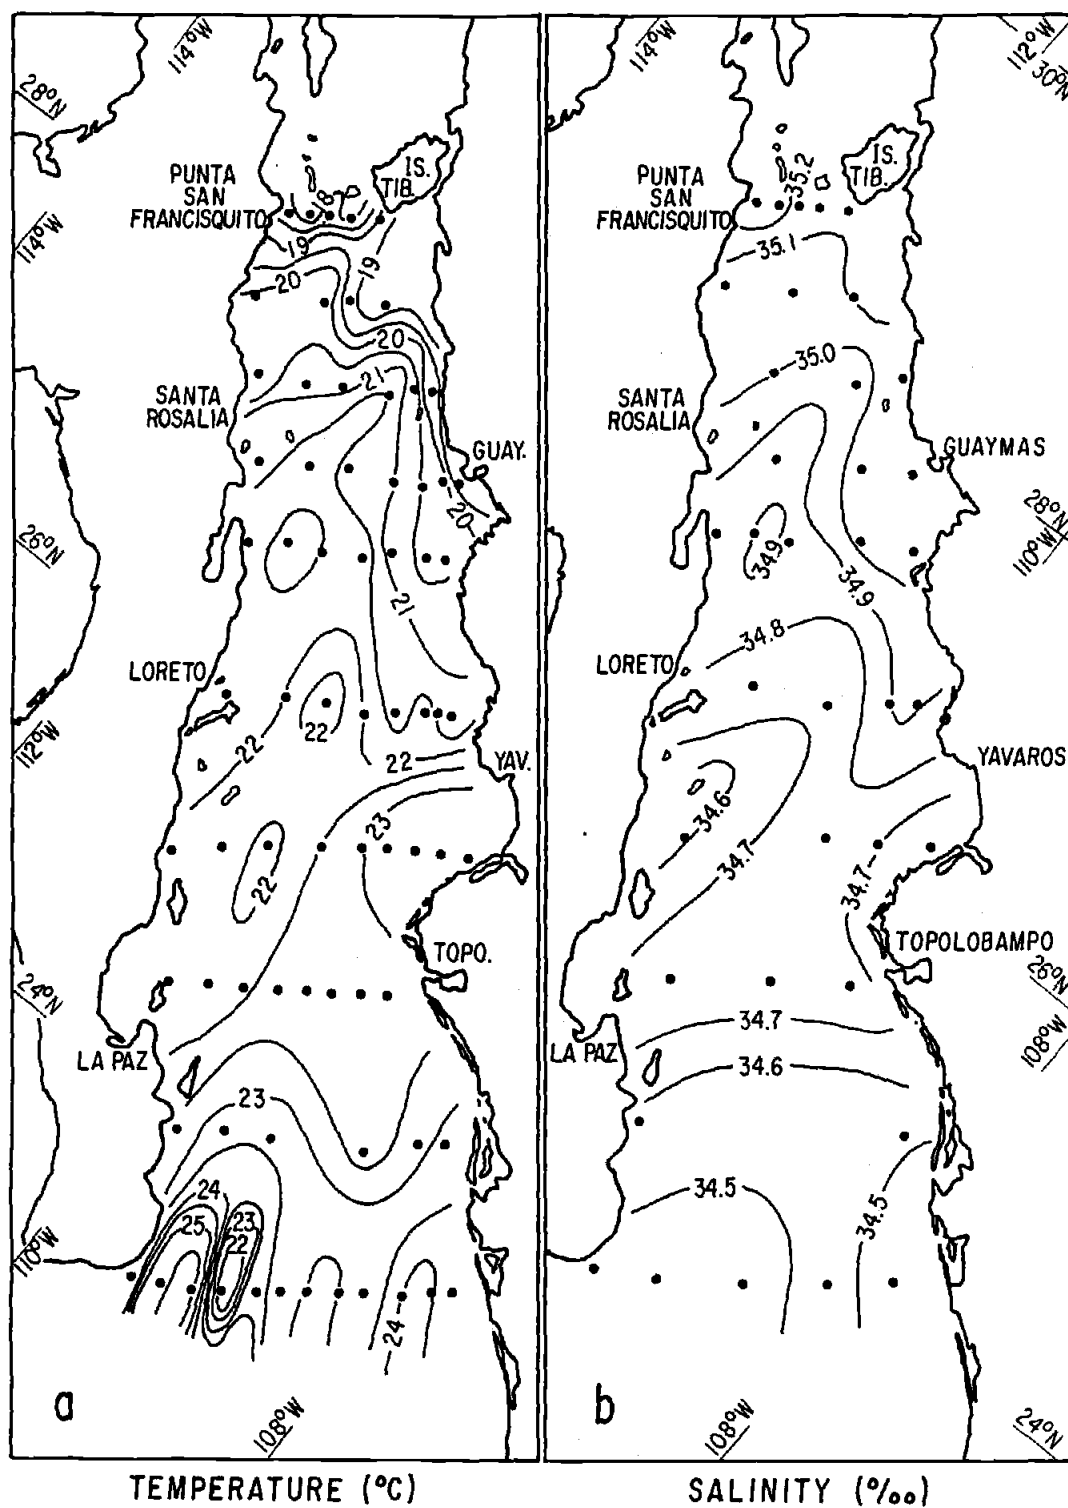 114°W
28°N
PUNTA
SAN
FRANCISQUITO
IS.
TIB.
18
114°W
19
19
20
20
21
SANTA
ROSALIA
GUAY.
20
26°N
21
LORETO
22
22
112°W
22
YAV.
23
22
TOPO.
24°N
LA PAZ
23
24
25
23
22
110°W
24
a
108°W
TEMPERATURE (°C)
114°W
112°W
30°N
PUNTA
SAN
FRANCISQUITO
35.2
IS.
TIB.
35.1
35.0
SANTA
ROSALIA
GUAYMAS
28°N
110°W
34.9
34.9
34.8
LORETO
YAVAROS
34.6
34.7
34.7
TOPOLOBAMPO
26°N
34.7
108°W
LA PAZ
34.6
34.5
34.5
b
108°W
24°N
SALINITY (°/₀₀)